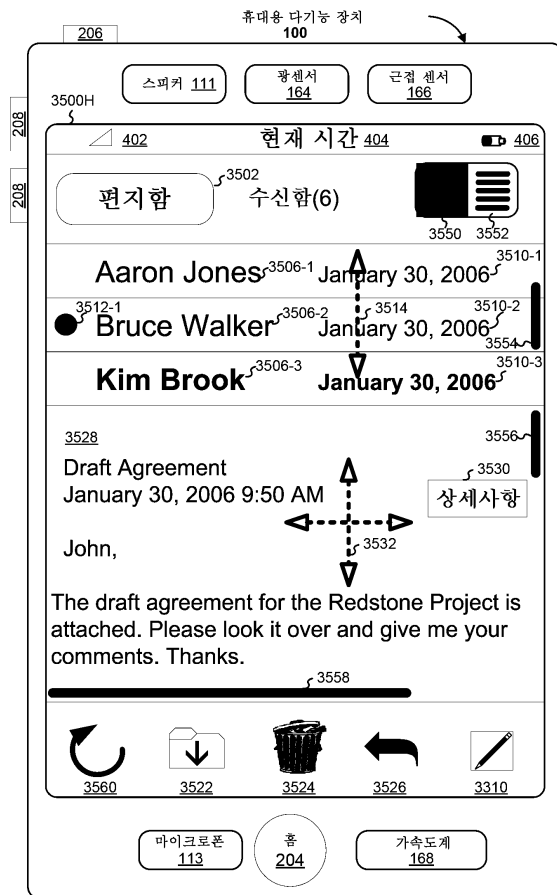 휴대용 다기능 장치
206 100
스피커 111 광센서 164 근접 센서 166
3500H
208
208
402 현재 시간 404 406
편지함 3502 수신함(6)
3550 3552
Aaron Jones 3506-1 January 30, 2006 3510-1
3512-1 Bruce Walker 3506-2 3514 January 30, 2006 3510-2
3554
Kim Brook 3506-3 January 30, 2006 3510-3
3528 3556
Draft Agreement 3530
January 30, 2006 9:50 AM 상세사항
John, 3532
The draft agreement for the Redstone Project is
attached. Please look it over and give me your
comments. Thanks.
3558
3560 3522 3524 3526 3310
마이크로폰 113 홈 204 가속도계 168